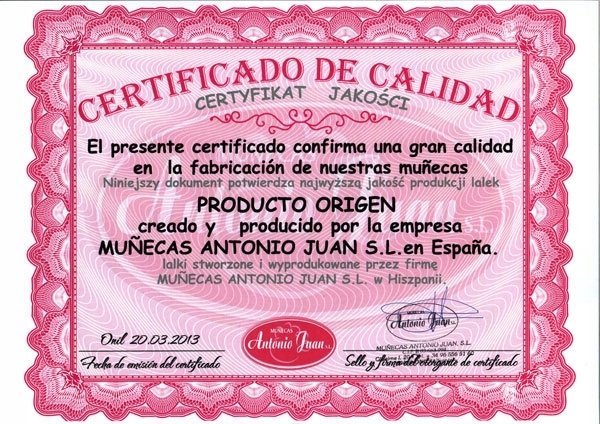 CERTIFICADO DE CALIDAD
CERTYFIKAT JAKOŚCI
El presente certificado confirma una gran calidad
en la fabricación de nuestras muñecas
Niniejszy dokument potwierdza najwyższą jakość produkcji lalek
PRODUCTO ORIGEN
creado y producido por la empresa
MUÑECAS ANTONIO JUAN S.L. en España.
lalki stworzone i wyprodukowane przez firmę
MUÑECAS ANTONIO JUAN S.L. w Hiszpanii.
MUÑECAS
Antonio Juan S.L.
MUÑECAS ANTONIO JUAN, S.L.
Onil 20.03.2013
MUÑECAS
Antonio Juan S.L.
Fecha de emisión del certificado
Sello y firma del otorgante de certificado